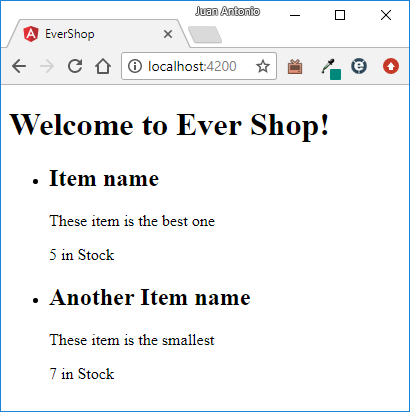 Juan Antonio
EverShop
localhost:4200
Welcome to Ever Shop!
Item name
These item is the best one
5 in Stock
Another Item name
These item is the smallest
7 in Stock